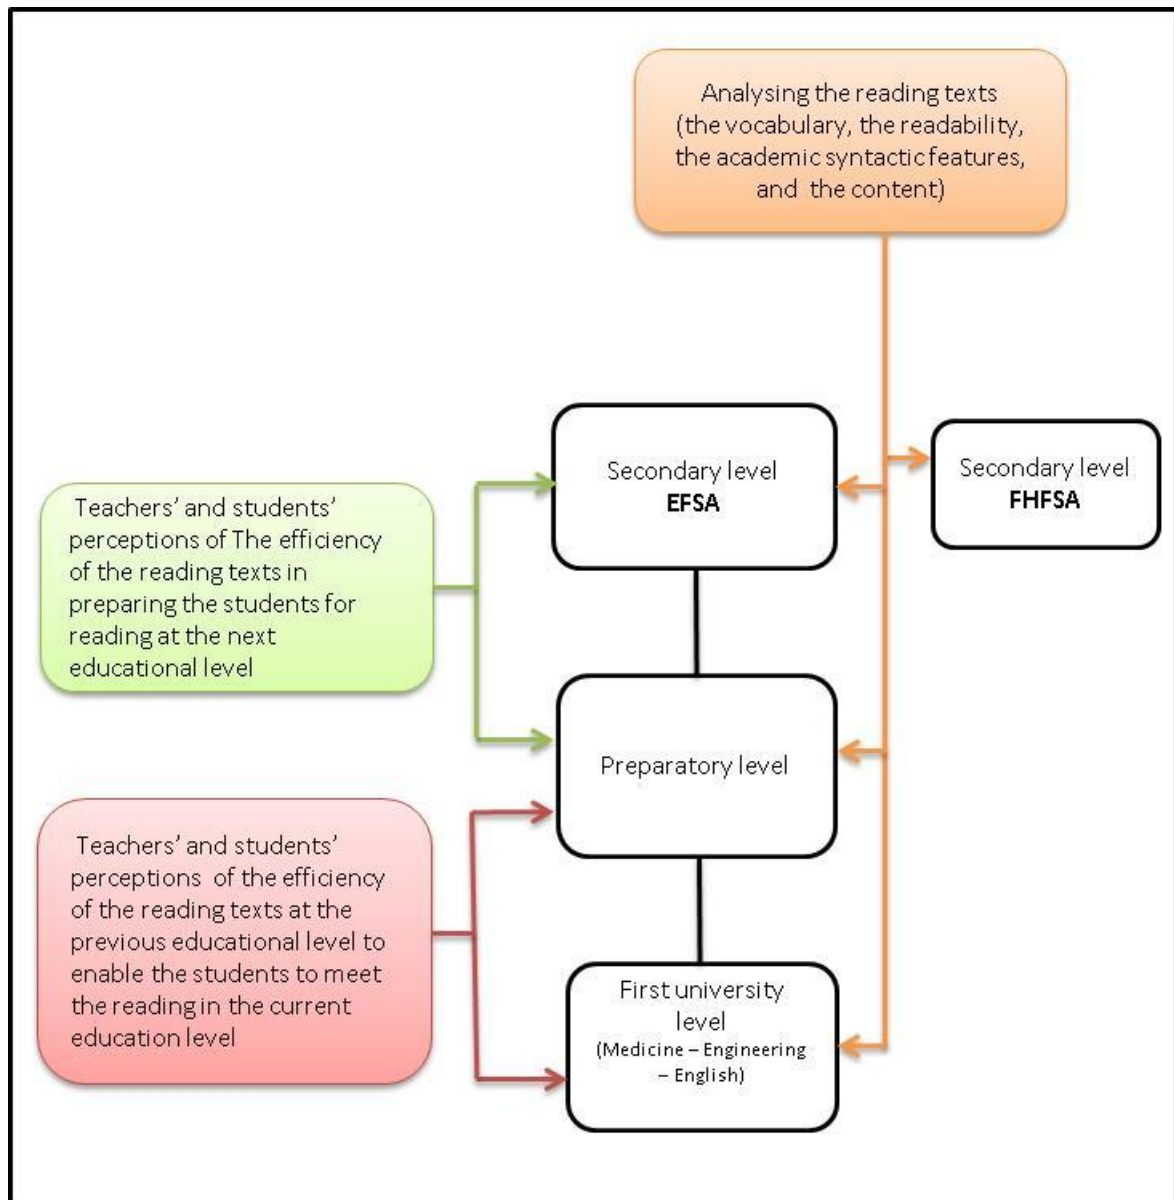 Analysing the reading texts
(the vocabulary, the readability,
the academic syntactic features,
and the content)
Secondary level
EFSA
Secondary level
FHFSA
Teachers’ and students’
perceptions of The efficiency
of the reading texts in
preparing the students for
reading at the next
educational level
Preparatory level
Teachers’ and students’
perceptions of the efficiency
of the reading texts at the
previous educational level to
enable the students to meet
the reading in the current
education level
First university
level
(Medicine – Engineering
– English)